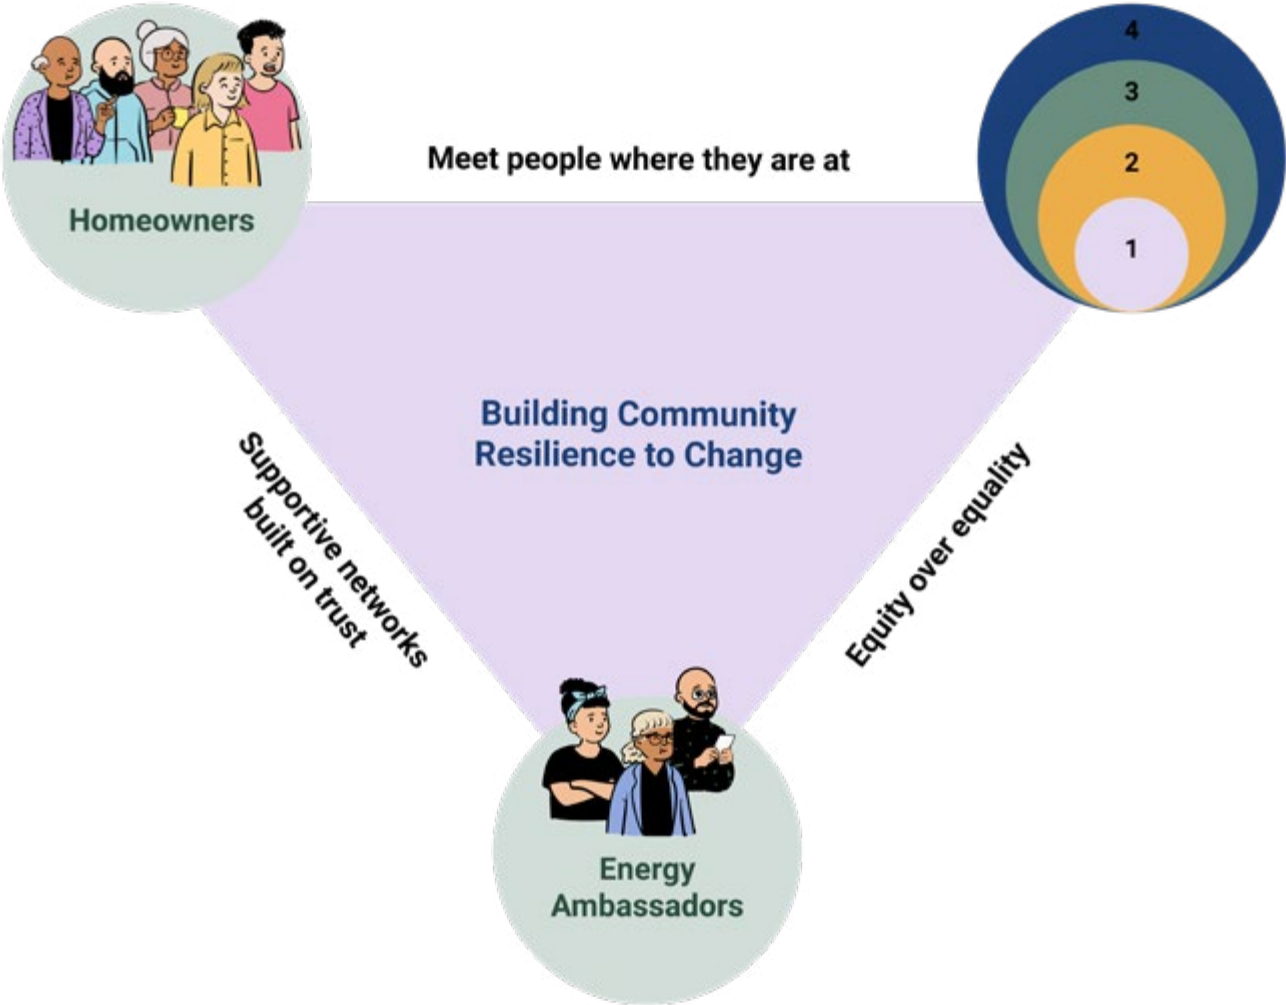 Homeowners
Meet people where they are at
4
3
2
1
Building Community
Resilience to Change
Supportive networks
built on trust
Equity over equality
Energy
Ambassadors